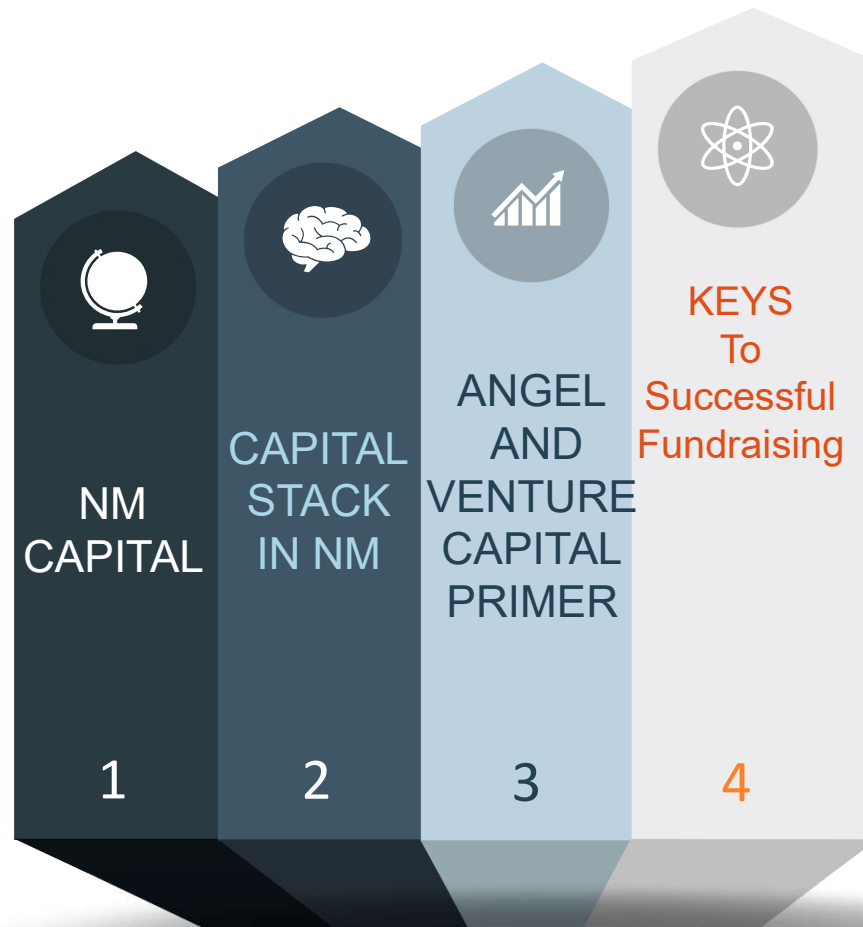 NM
CAPITAL
1
CAPITAL
STACK
IN NM
2
ANGEL
AND
VENTURE
CAPITAL
PRIMER
3
KEYS
To
Successful
Fundraising
4